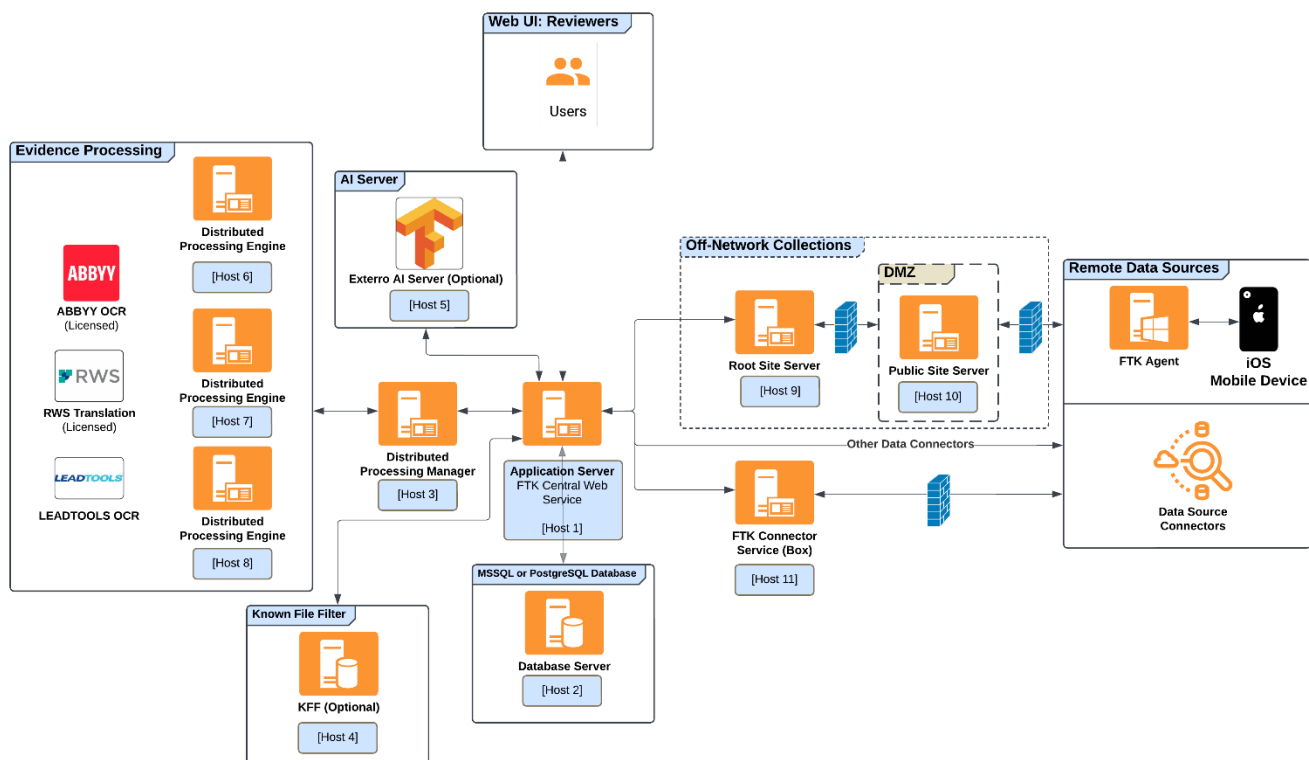 Web UI: Reviewers
Users
Evidence Processing
ABBYY
ABBYY OCR
(Licensed)
RWS
RWS Translation
(Licensed)
LEADTOOLS
LEADTOOLS OCR
Distributed
Processing Engine
[Host 6]
Distributed
Processing Engine
[Host 7]
Distributed
Processing Engine
[Host 8]
AI Server
Exterro AI Server (Optional)
[Host 5]
Distributed
Processing Manager
[Host 3]
Application Server
FTK Central Web
Service
[Host 1]
Known File Filter
KFF (Optional)
[Host 4]
MSSQL or PostgreSQL Database
Database Server
[Host 2]
Off-Network Collections
Root Site Server
[Host 9]
DMZ
Public Site Server
[Host 10]
Other Data Connectors
FTK Connector
Service (Box)
[Host 11]
Remote Data Sources
FTK Agent
iOS
Mobile Device
Data Source
Connectors